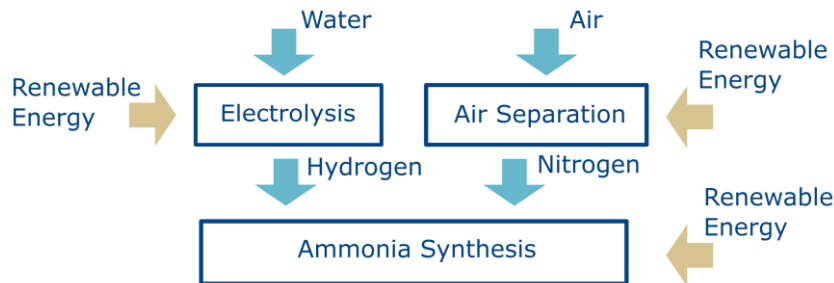 Water
Air
Renewable
Energy
Electrolysis
Air Separation
Renewable
Energy
Hydrogen
Nitrogen
Ammonia Synthesis
Renewable
Energy